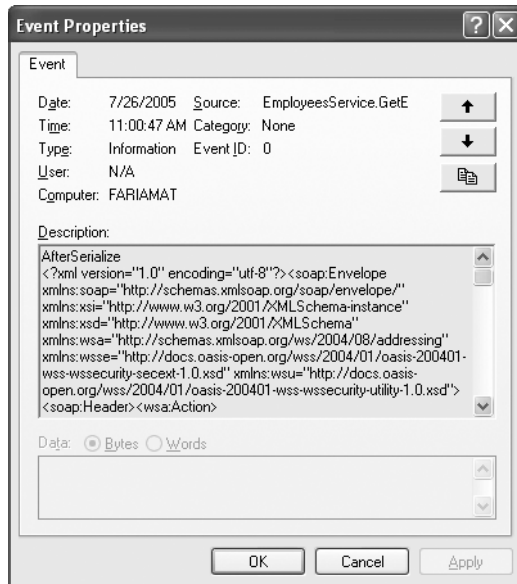 Event Properties
Event
Date: 7/26/2005 Source: EmployeesService.GetE
Time: 11:00:47 AM Category: None
Type: Information Event ID: 0
User: N/A
Computer: FARIAMAT
Description:
AfterSerialize
<?xml version="1.0" encoding="utf-8"?><soap:Envelope
xmlns:soap="http://schemas.xmlsoap.org/soap/envelope/"
xmlns:xsi="http://www.w3.org/2001/XMLSchema-instance"
xmlns:xsd="http://www.w3.org/2001/XMLSchema"
xmlns:wsa="http://schemas.xmlsoap.org/ws/2004/08/addressing"
xmlns:wsse="http://docs.oasis-open.org/wss/2004/01/oasis-200401-
wss-wssecurity-secext-1.0.xsd" xmlns:wsu="http://docs.oasis-
open.org/wss/2004/01/oasis-200401-wss-wssecurity-utility-1.0.xsd">
<soap:Header><wsa:Action>
Data: Bytes Words
OK Cancel Apply